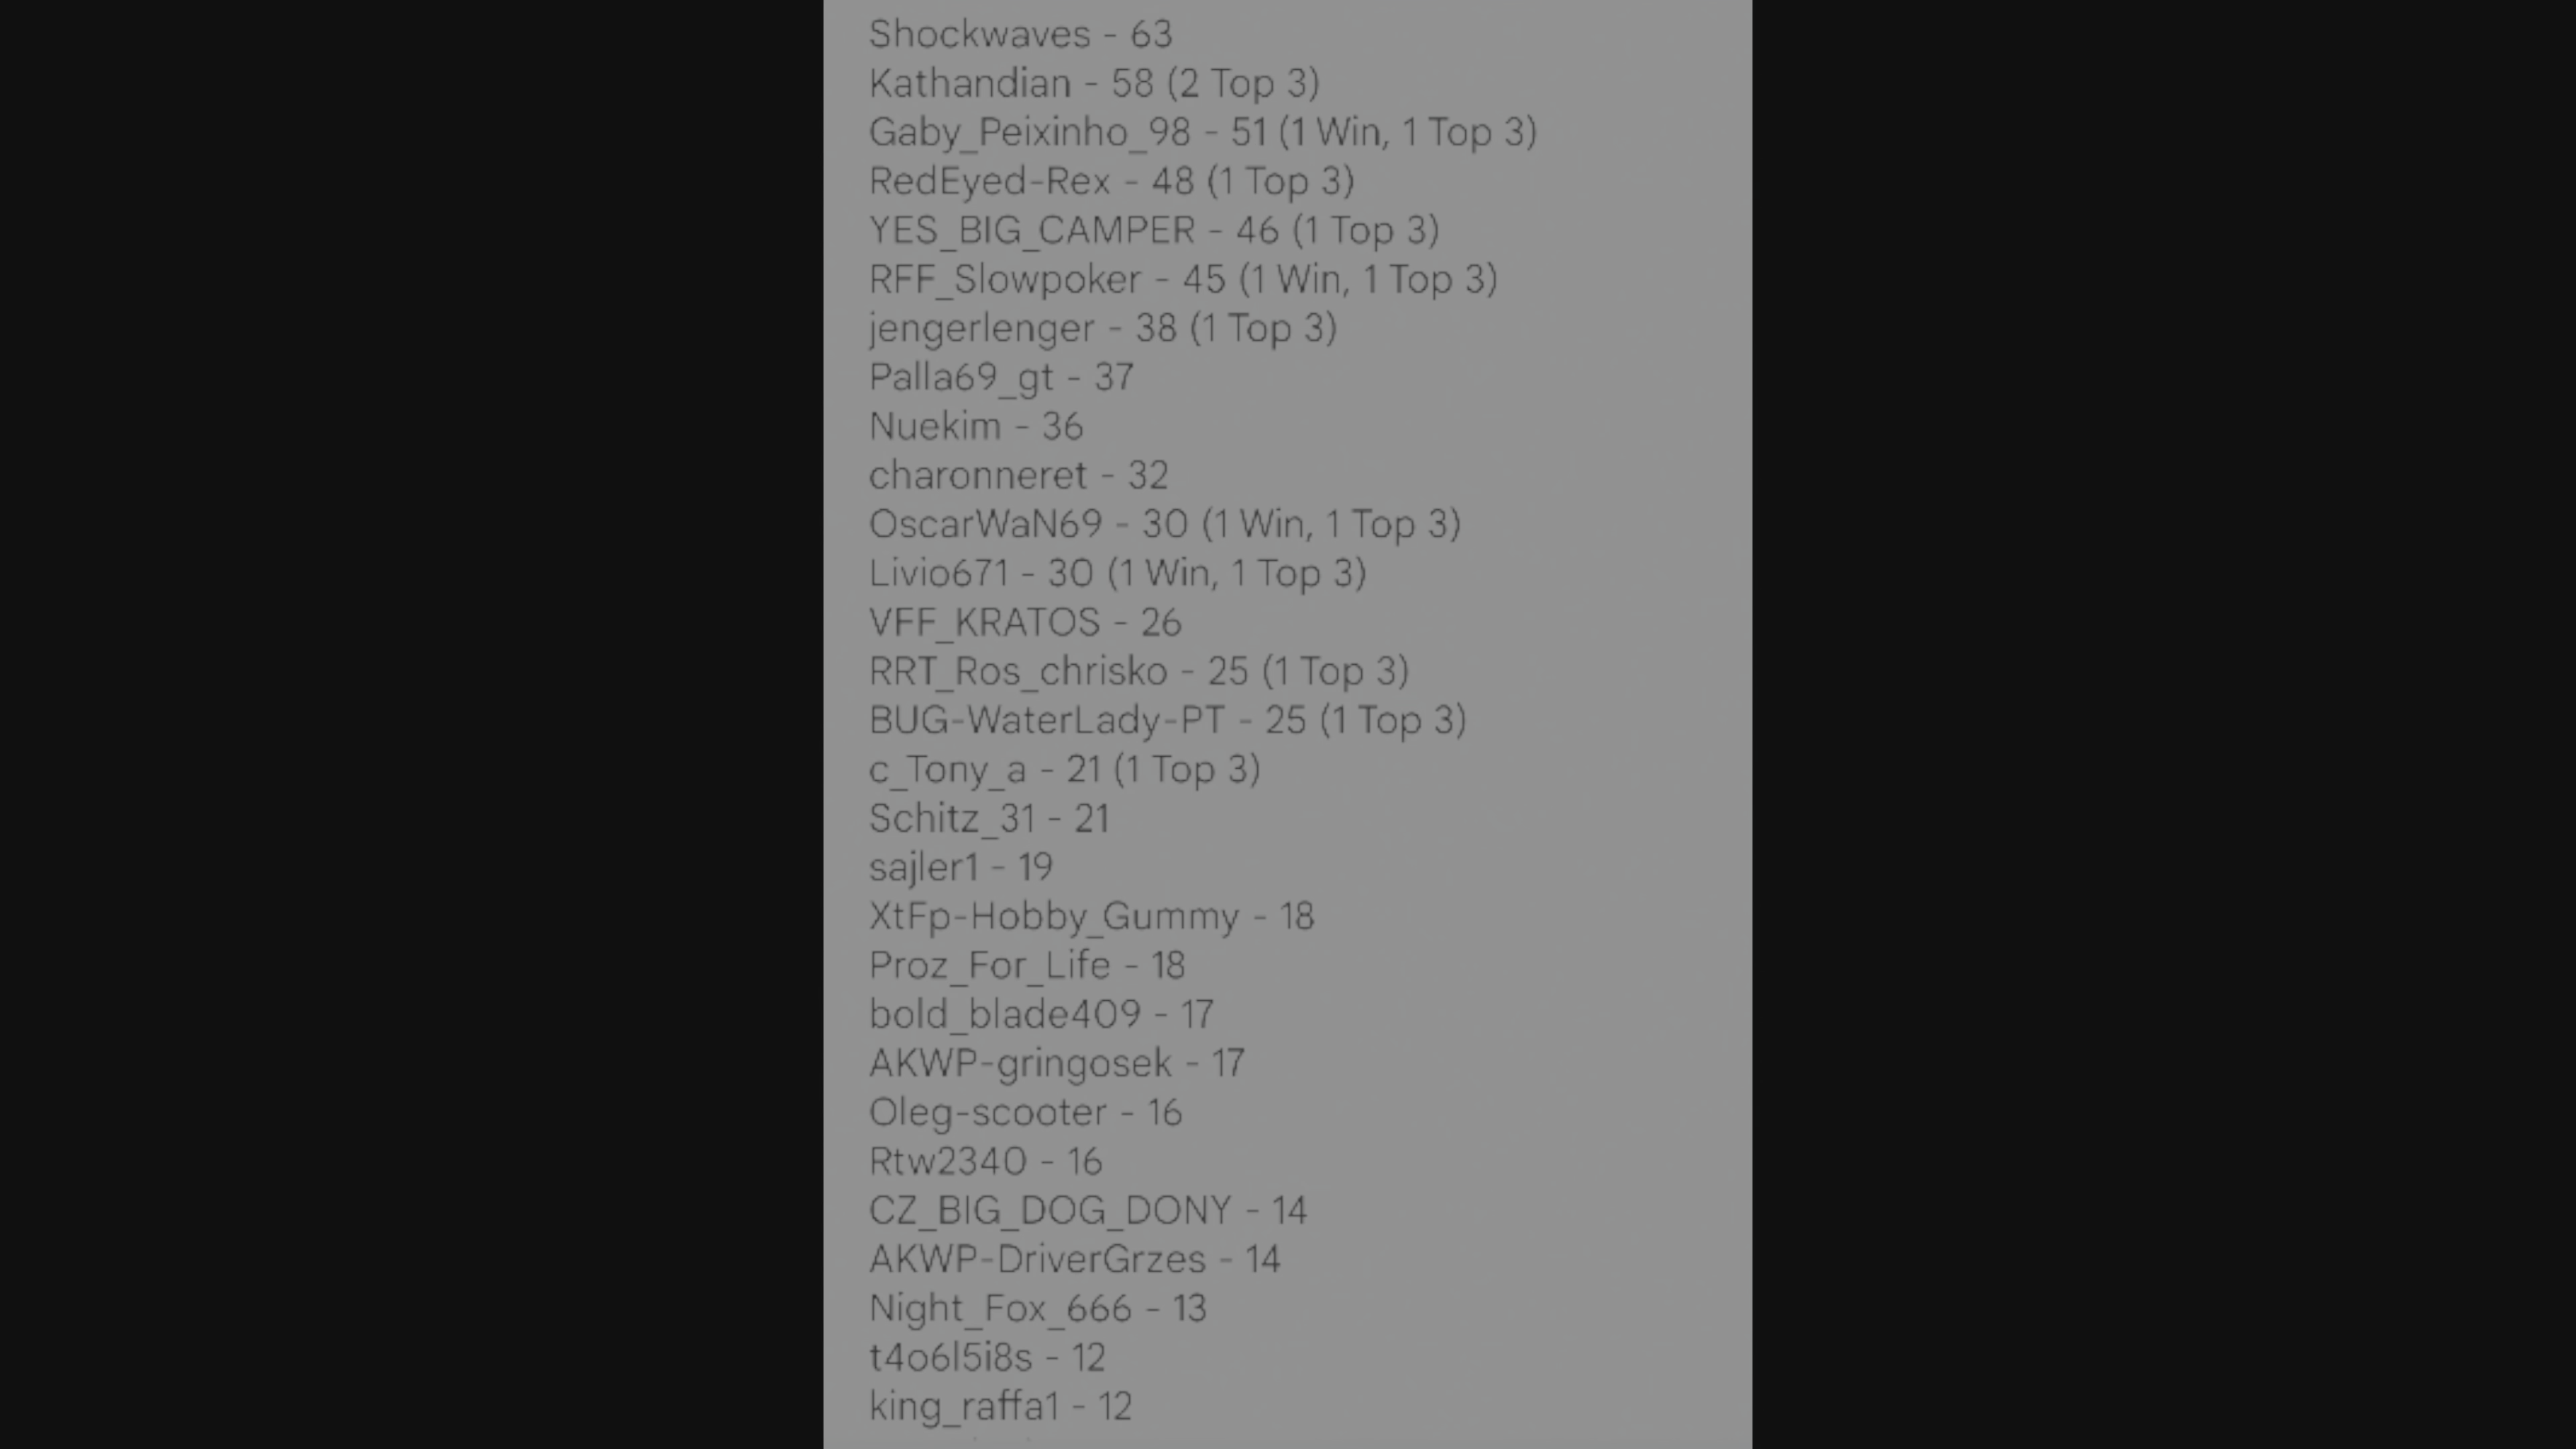 Shockwaves - 63
Kathandian - 58 (2 Top 3)
Gaby_Peixinho_98 - 51 (1 Win, 1 Top 3)
RedEyed-Rex - 48 (1 Top 3)
YES_BIG_CAMPER - 46 (1 Top 3)
RFF_Slowpoker - 45 (1 Win, 1 Top 3)
jengerlenger - 38 (1 Top 3)
Palla69_gt - 37
Nuekim - 36
charonneret - 32
OscarWaN69 - 30 (1 Win, 1 Top 3)
Livio671 - 30 (1 Win, 1 Top 3)
VFF_KRATOS - 26
RRT_Ros_chrisko - 25 (1 Top 3)
BUG-WaterLady-PT - 25 (1 Top 3)
c_Tony_a - 21 (1 Top 3)
Schitz_31 - 21
sajler1 - 19
XtFp-Hobby_Gummy - 18
Proz_For_Life - 18
bold_blade409 - 17
AKWP-gringosek - 17
Oleg-scooter - 16
Rtw2340 - 16
CZ_BIG_DOG_DONY - 14
AKWP-DriverGrzes - 14
Night_Fox_666 - 13
t4o6l5i8s - 12
king_raffa1 - 12